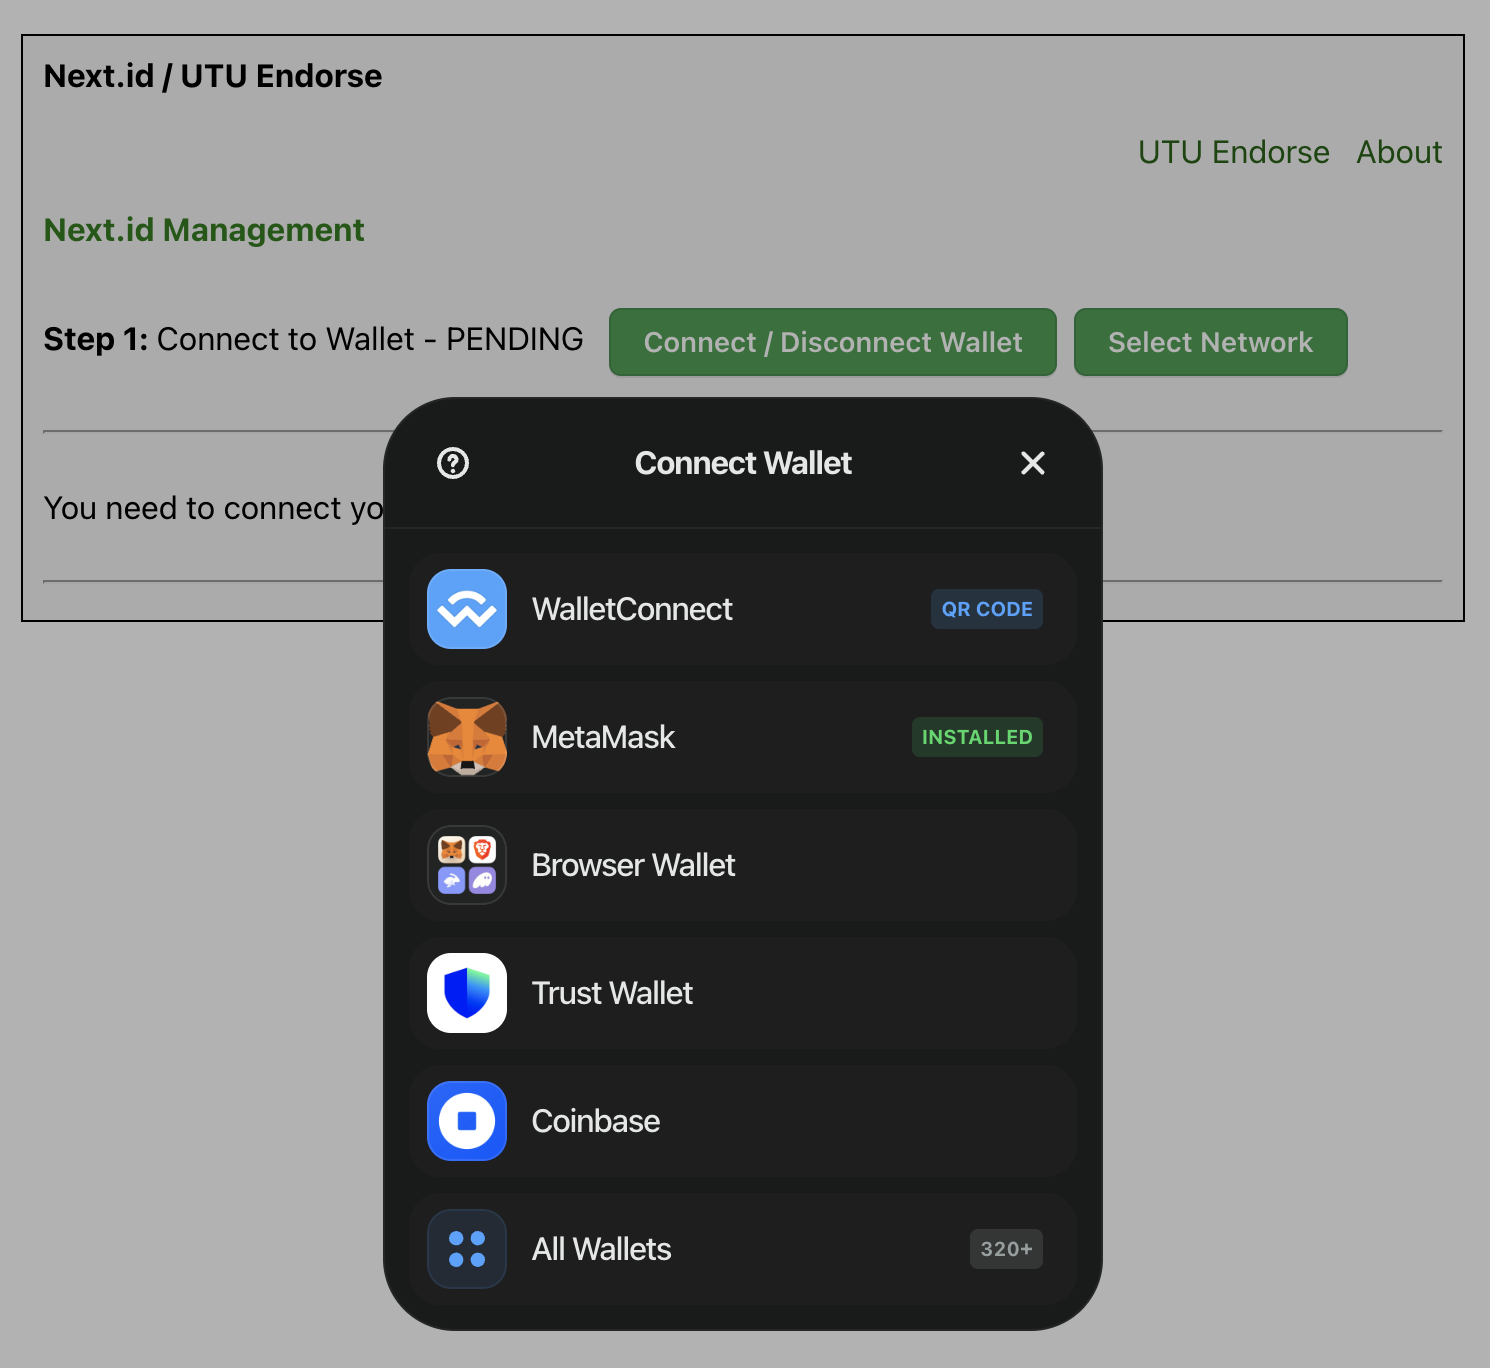 Next.id / UTU Endorse
UTU Endorse About
Next.id Management
Step 1: Connect to Wallet - PENDING Connect / Disconnect Wallet Select Network
You need to connect
Connect Wallet
WalletConnect QR CODE
MetaMask INSTALLED
Browser Wallet
Trust Wallet
Coinbase
All Wallets 320+